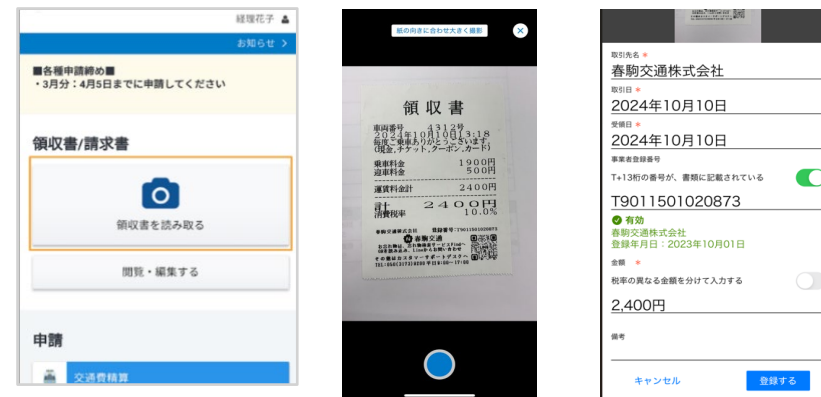 経理花子
お知らせ >
■各種申請締め■
・3月分：4月5日までに申請してください
領収書/請求書
領収書を読み取る
閲覧・編集する
申請
交通費精算
紙の向きに合わせ大きく撮影
領収書
車両番号 4312号
2024年10月10日13:18
毎度ご乗車ありがとうございます。
(現金,チケット,クーポン,カード)
乗車料金 1900円
迎車料金 500円
運賃料金計 2400円
計 2400円
消費税率 10.0%
春駒交通株式会社 登録番号:T9011501020873
春駒交通
TEL:050(3173)8200 平日9:00~17:00
取引先名 *
春駒交通株式会社
取引日 *
2024年10月10日
受領日 *
2024年10月10日
事業者登録番号
T+13桁の番号が、書類に記載されている
T9011501020873
有効
春駒交通株式会社
登録年月日：2023年10月01日
金額 *
税率の異なる金額を分けて入力する
2,400円
備考
キャンセル
登録する